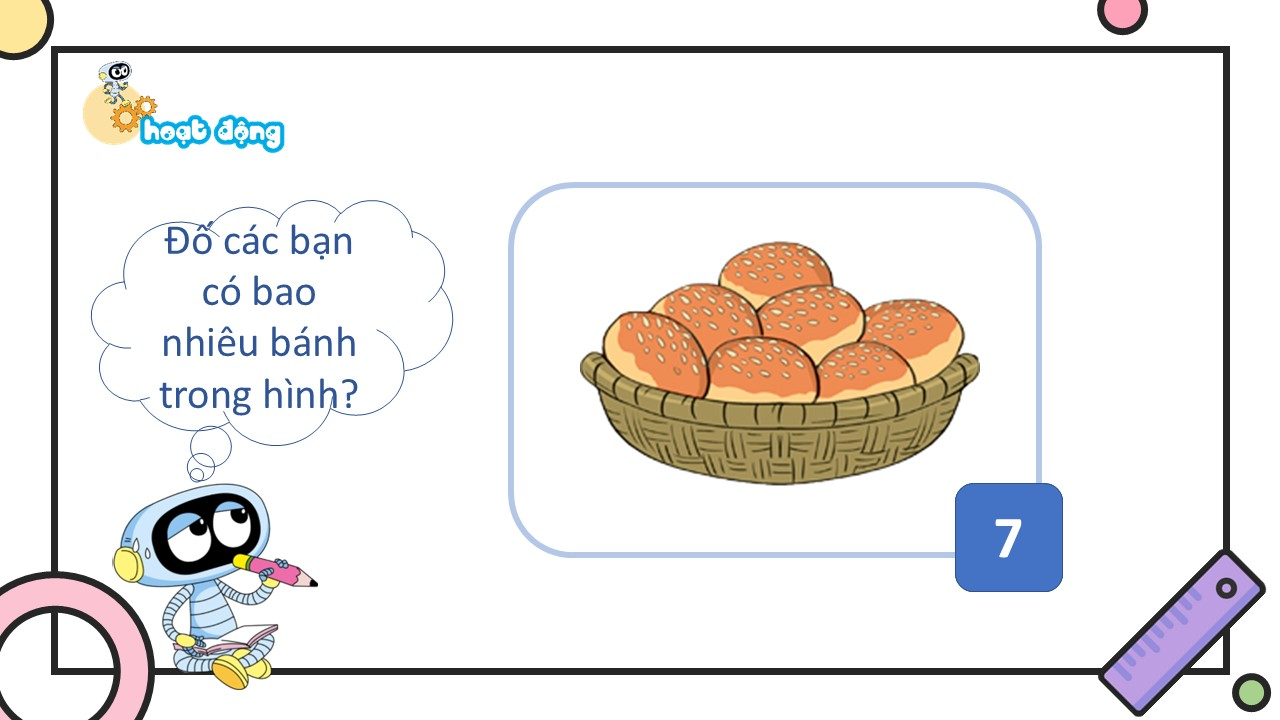 hoạt động
Đố các bạn
có bao
nhiêu bánh
trong hình?
7